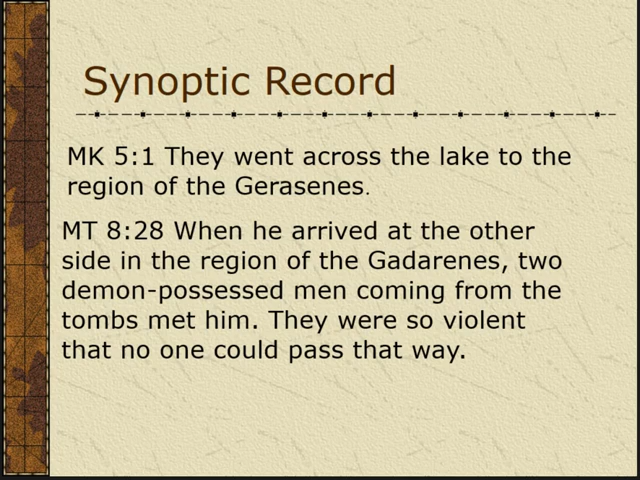 Synoptic Record
MK 5:1 They went across the lake to the
region of the Gerasenes.
MT 8:28 When he arrived at the other
side in the region of the Gadarenes, two
demon-possessed men coming from the
tombs met him. They were so violent
that no one could pass that way.